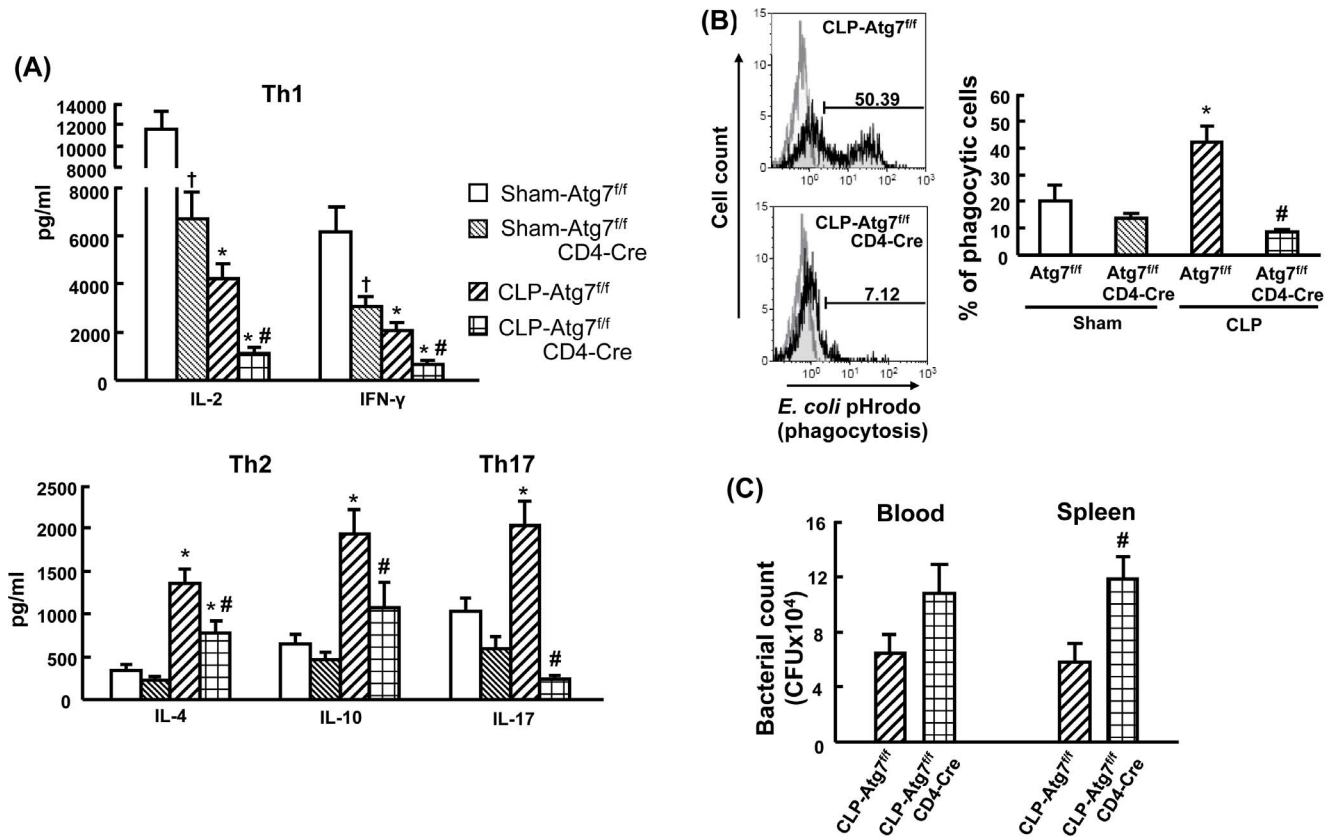 (A)
Th1
14000
12000
10000
8000
6000
4000
2000
0
pg/ml
†
*
* #
†
*
* #
IL-2
IFN-γ
Sham-Atg7f/f
Sham-Atg7f/f
CD4-Cre
CLP-Atg7f/f
CLP-Atg7f/f
CD4-Cre
Th2
Th17
2500
2000
1500
1000
500
0
pg/ml
*
* #
*
#
*
#
IL-4
IL-10
IL-17
(B)
Cell count
15
10
5
0
CLP-Atg7f/f
50.39
10⁰
10¹
10²
10³
15
10
5
0
CLP-Atg7f/f
CD4-Cre
7.12
10⁰
10¹
10²
10³
E. coli pHrodo
(phagocytosis)
% of phagocytic cells
60
50
40
30
20
10
0
*
#
Atg7f/f
Atg7f/f
CD4-Cre
Atg7f/f
Atg7f/f
CD4-Cre
Sham
CLP
(C)
Blood
Spleen
Bacterial count
(CFUx10⁴)
16
12
8
4
0
#
CLP-Atg7f/f
CLP-Atg7f/f
CD4-Cre
CLP-Atg7f/f
CLP-Atg7f/f
CD4-Cre